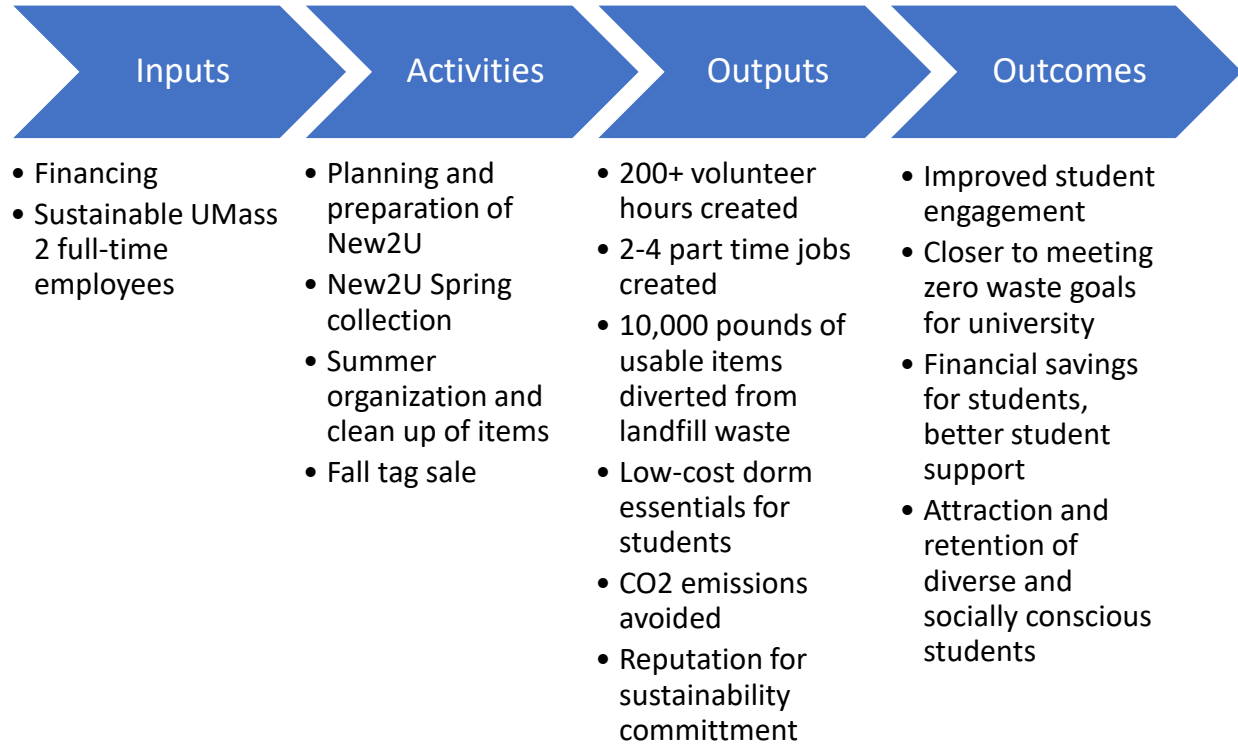 Inputs
Activities
Outputs
Outcomes
• Financing
• Sustainable UMass
2 full-time
employees
• Planning and
preparation of
New2U
• New2U Spring
collection
• Summer
organization and
clean up of items
• Fall tag sale
• 200+ volunteer
hours created
• 2-4 part time jobs
created
• 10,000 pounds of
usable items
diverted from
landfill waste
• Low-cost dorm
essentials for
students
• CO2 emissions
avoided
• Reputation for
sustainability
committment
• Improved student
engagement
• Closer to meeting
zero waste goals
for university
• Financial savings
for students,
better student
support
• Attraction and
retention of
diverse and
socially conscious
students